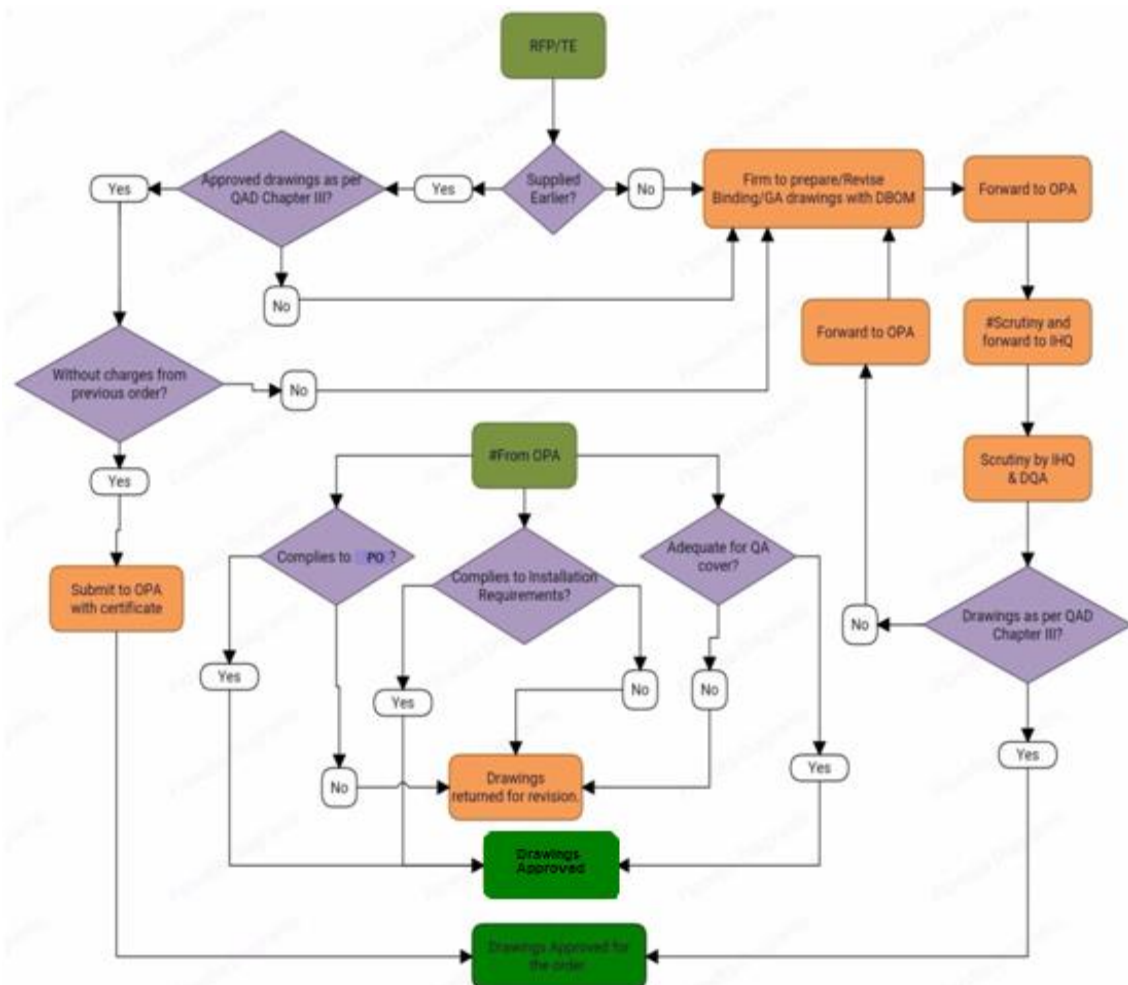 RFP/TE
Approved drawings as per
QAD Chapter III?
Yes
Yes
Supplied
Earlier?
No
Firm to prepare/Revise
Binding/GA drawings with DBOM
Forward to OPA
No
Forward to OPA
#Scrutiny and
forward to IHQ
Without charges from
previous order?
No
#From OPA
Scrutiny by IHQ
& DQA
Yes
Complies to PO ?
Adequate for QA
cover?
Complies to Installation
Requirements?
Submit to OPA
with certificate
No
Drawings as per QAD
Chapter III?
Yes
Yes
No
No
Yes
Yes
No
Drawings
returned for revision.
Drawings
Approved
Drawings Approved for
the order